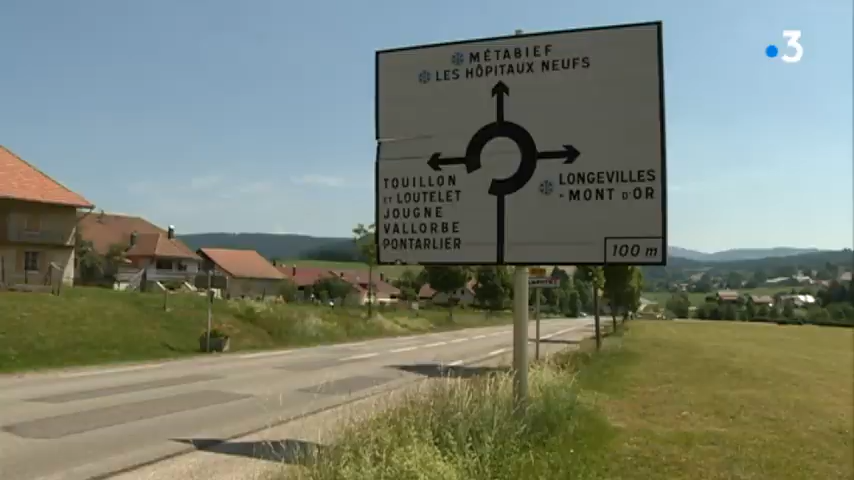 MÉTABIEF
LES HÔPITAUX NEUFS
TOUILLON
ET LOUTELET
JOUGNE
VALLORBE
PONTARLIER
LONGEVILLES
- MONT D'OR
100 m
3